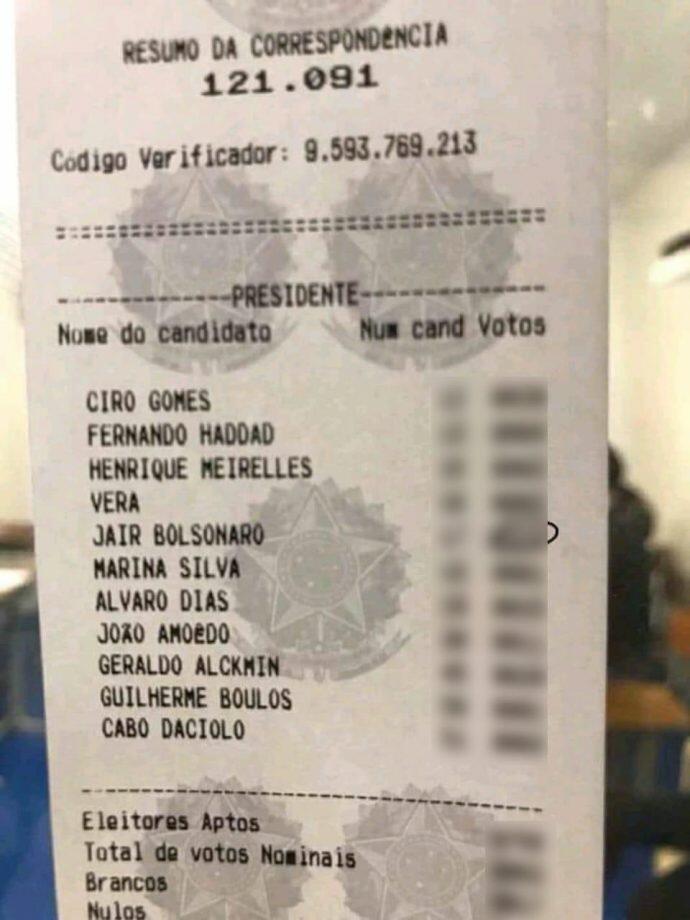 RESUMO DA CORRESPONDêNCIA
121.091
Código Verificador: 9.593.769.213
=============================================
-------------PRESIDENTE--------------
Nome do candidato Num cand Votos
CIRO GOMES
FERNANDO HADDAD
HENRIQUE MEIRELLES
VERA
JAIR BOLSONARO
MARINA SILVA
ALVARO DIAS
JOãO AMOêDO
GERALDO ALCKMIN
GUILHERME BOULOS
CABO DACIOLO
Eleitores Aptos
Total de votos Nominais
Brancos
Nulos